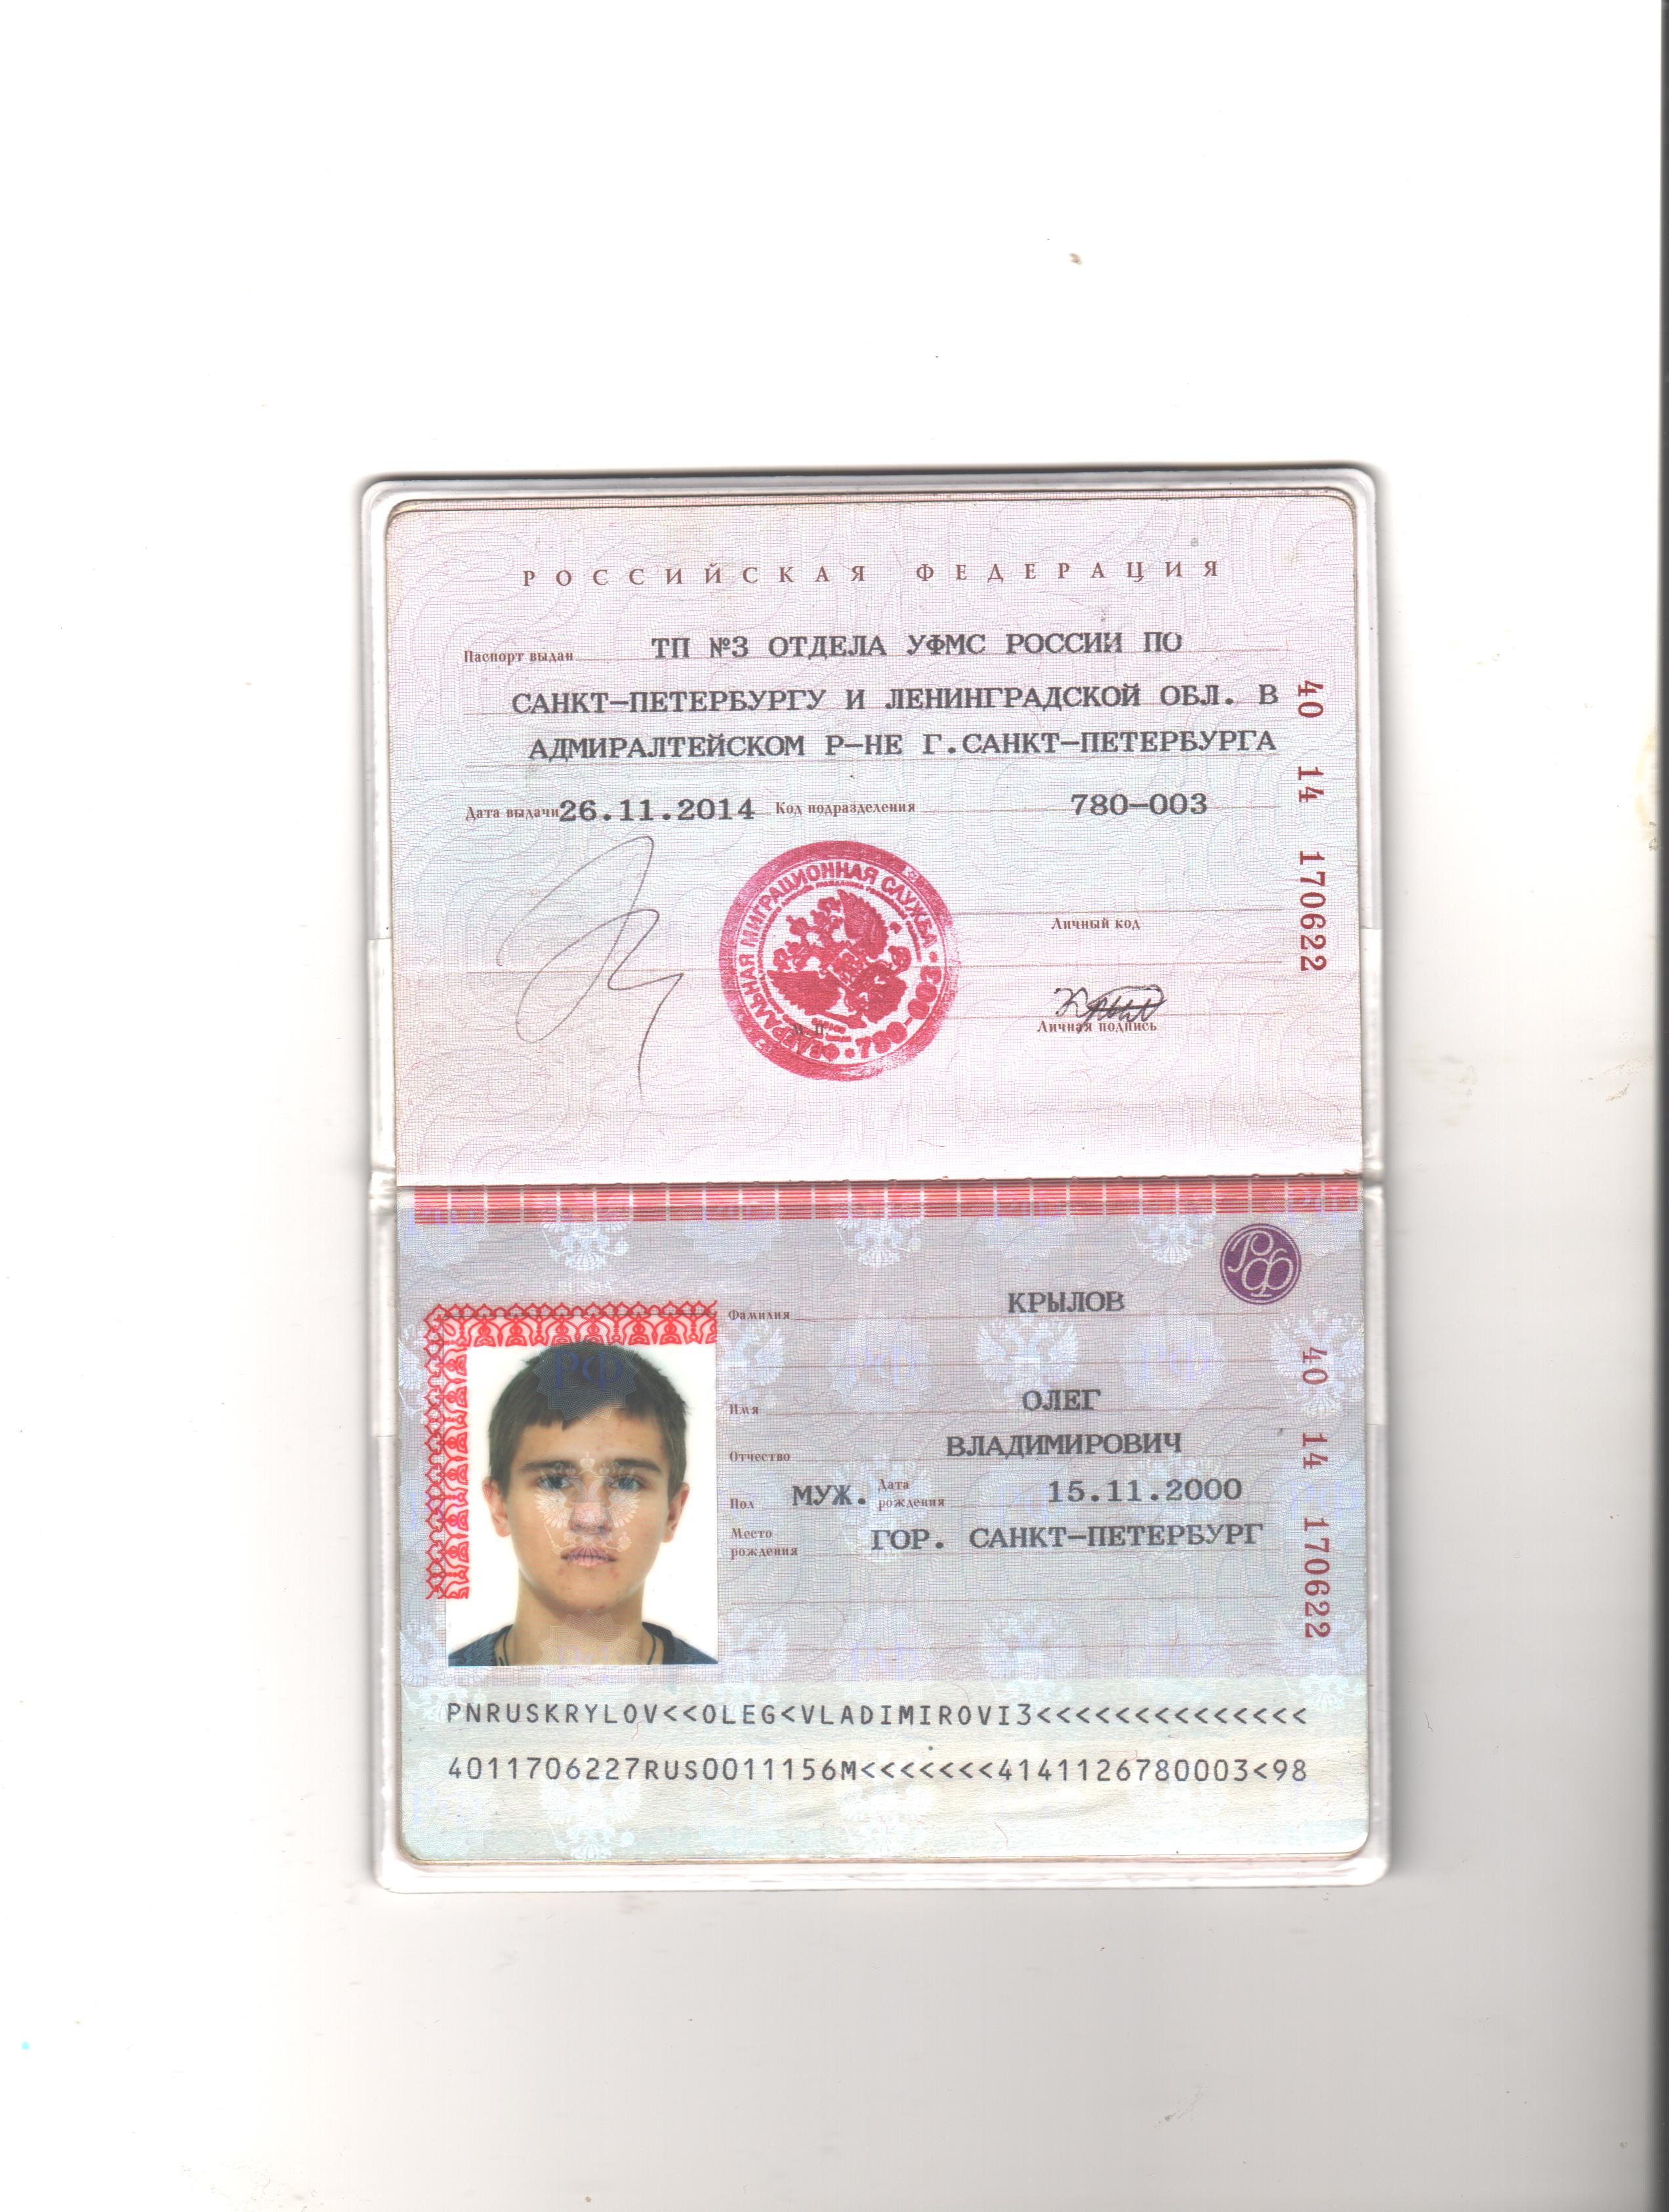 РОССИЙСКАЯ ФЕДЕРАЦИЯ
Паспорт выдан ТП №3 ОТДЕЛА УФМС РОССИИ ПО
САНКТ-ПЕТЕРБУРГУ И ЛЕНИНГРАДСКОЙ ОБЛ. В
АДМИРАЛТЕЙСКОМ Р-НЕ Г.САНКТ-ПЕТЕРБУРГА
Дата выдачи 26.11.2014 Код подразделения 780-003
40 14 170622
ФЕДЕРАЛЬНАЯ МИГРАЦИОННАЯ СЛУЖБА • 780-003 •
М.П.
Личный код
Личная подпись
РФ
RUSSIA
Фамилия КРЫЛОВ
Имя ОЛЕГ
Отчество ВЛАДИМИРОВИЧ
Пол МУЖ. Дата рождения 15.11.2000
Место рождения ГОР. САНКТ-ПЕТЕРБУРГ
40 14 170622
PNRUSKRYLOV<<OLEG<VLADIMIROVI3<<<<<<<<<<<<<<
4011706227RUS0011156M<<<<<<<4141126780003<98